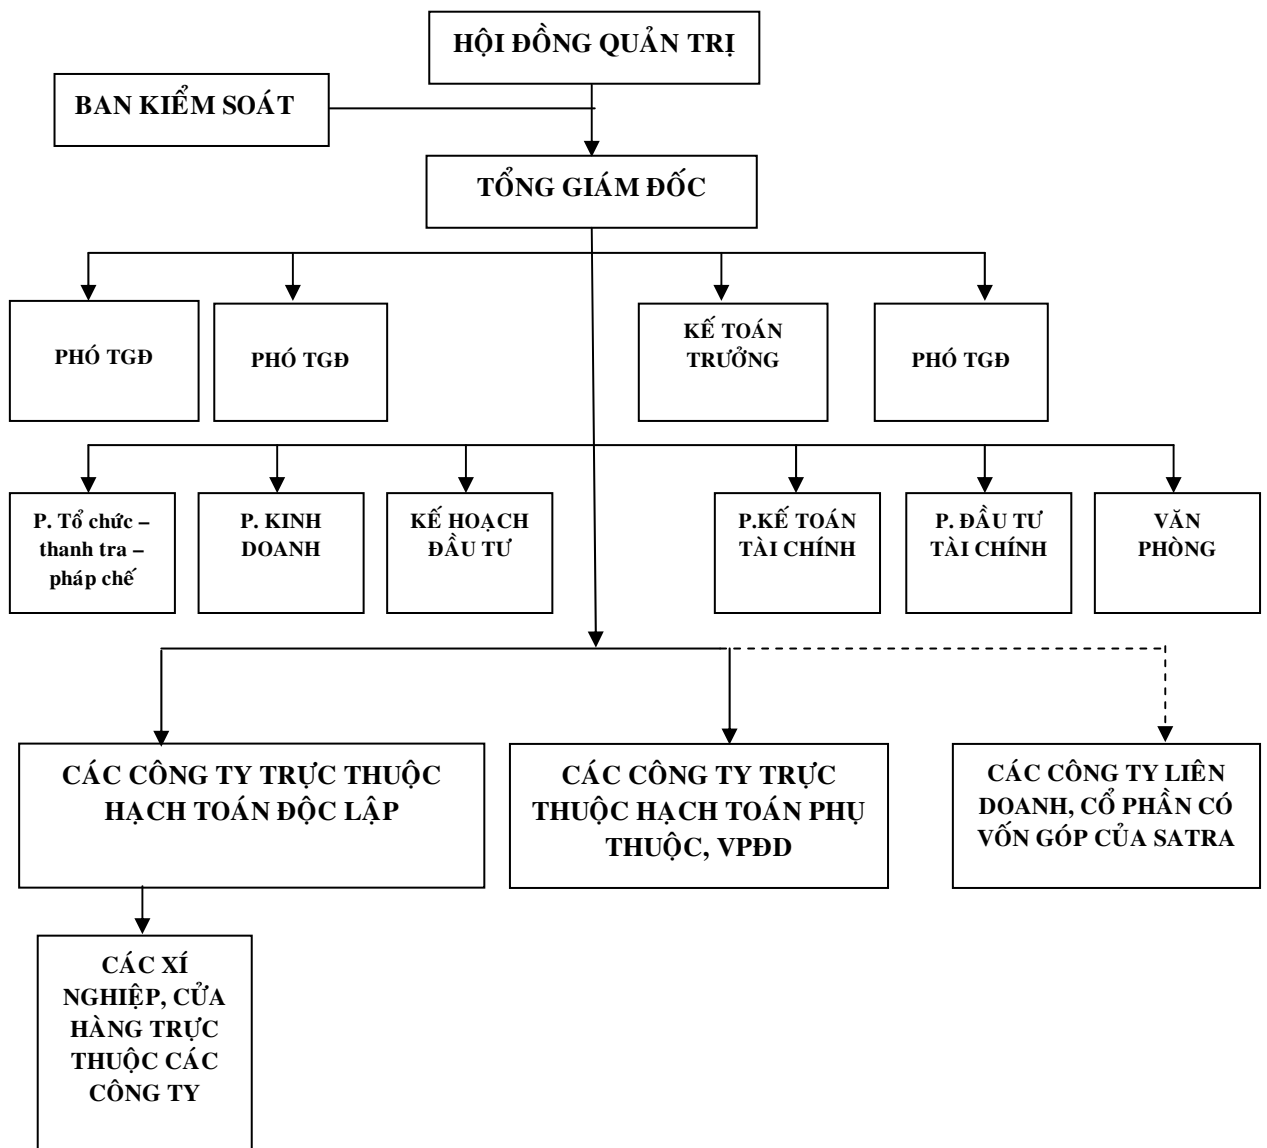 HỘI ĐỒNG QUẢN TRỊ
BAN KIỂM SOÁT
TỔNG GIÁM ĐỐC
PHÓ TGĐ
PHÓ TGĐ
KẾ TOÁN
TRƯỞNG
PHÓ TGĐ
P. Tổ chức –
thanh tra –
pháp chế
P. KINH
DOANH
KẾ HOẠCH
ĐẦU TƯ
P.KẾ TOÁN
TÀI CHÍNH
P. ĐẦU TƯ
TÀI CHÍNH
VĂN
PHÒNG
CÁC CÔNG TY TRỰC THUỘC
HẠCH TOÁN ĐỘC LẬP
CÁC CÔNG TY TRỰC
THUỘC HẠCH TOÁN PHỤ
THUỘC, VPĐD
CÁC CÔNG TY LIÊN
DOANH, CỔ PHẦN CÓ
VỐN GÓP CỦA SATRA
CÁC XÍ
NGHIỆP, CỬA
HÀNG TRỰC
THUỘC CÁC
CÔNG TY